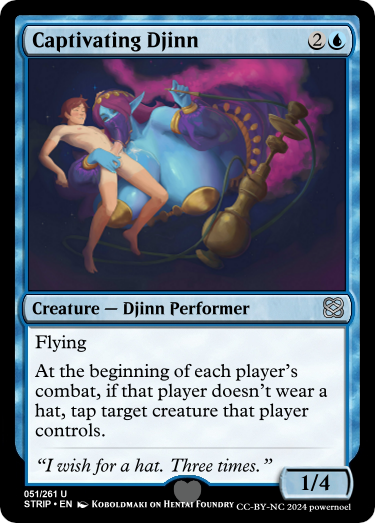 Captivating Djinn 2
Creature — Djinn Performer
Flying
At the beginning of each player's
combat, if that player doesn't wear a
hat, tap target creature that player
controls.
“I wish for a hat. Three times.”
1/4
051/261 U
STRIP • EN Koboldmaki on Hentai Foundry CC-BY-NC 2024 powernoel